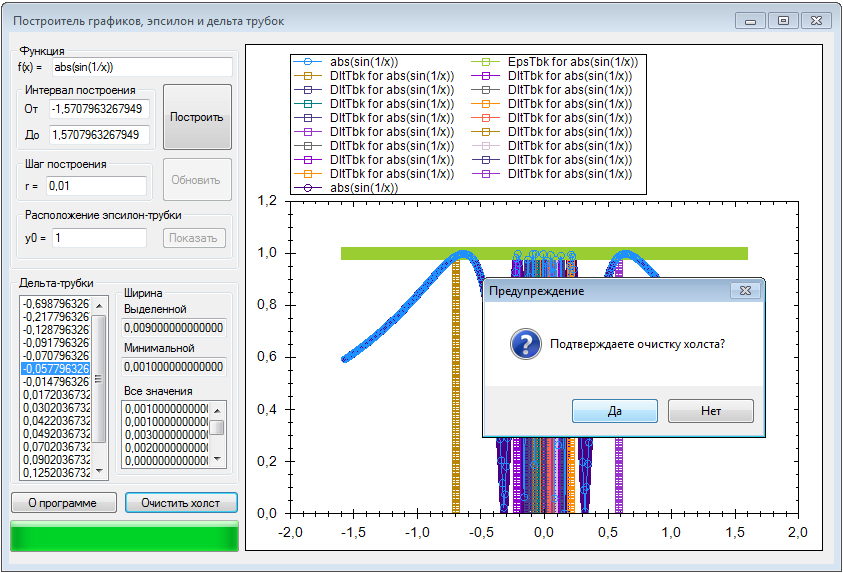 Построитель графиков, эпсилон и дельта трубок
Функция
f(x) = abs(sin(1/x))
Интервал построения
От -1,5707963267949
До 1,5707963267949
Построить
Шаг построения
r = 0,01
Обновить
Расположение эпсилон-трубки
y0 = 1
Показать
Дельта-трубки
-0,698796326
-0,217796326
-0,128796326
-0,091796326
-0,070796326
-0,057796326
-0,014796326
0,0172036732
0,0302036732
0,0422036732
0,0492036732
0,0702036732
0,0902036732
0,1252036732
Ширина
Выделенной
0,009000000000000
Минимальной
0,001000000000000
Все значения
0,0010000000000
0,0010000000000
0,0030000000000
0,0020000000000
0,0000000000000
О программе
Очистить холст
abs(sin(1/x)) EpsTbk for abs(sin(1/x))
DltTbk for abs(sin(1/x)) DltTbk for abs(sin(1/x))
DltTbk for abs(sin(1/x)) DltTbk for abs(sin(1/x))
DltTbk for abs(sin(1/x)) DltTbk for abs(sin(1/x))
DltTbk for abs(sin(1/x)) DltTbk for abs(sin(1/x))
DltTbk for abs(sin(1/x)) DltTbk for abs(sin(1/x))
DltTbk for abs(sin(1/x)) DltTbk for abs(sin(1/x))
DltTbk for abs(sin(1/x)) DltTbk for abs(sin(1/x))
DltTbk for abs(sin(1/x)) DltTbk for abs(sin(1/x))
abs(sin(1/x))
1,2
1,0
0,8
0,6
0,4
0,2
0,0
-2,0 -1,5 -1,0 -0,5 0,0 0,5 1,0 1,5 2,0
Предупреждение
Подтверждаете очистку холста?
Да
Нет